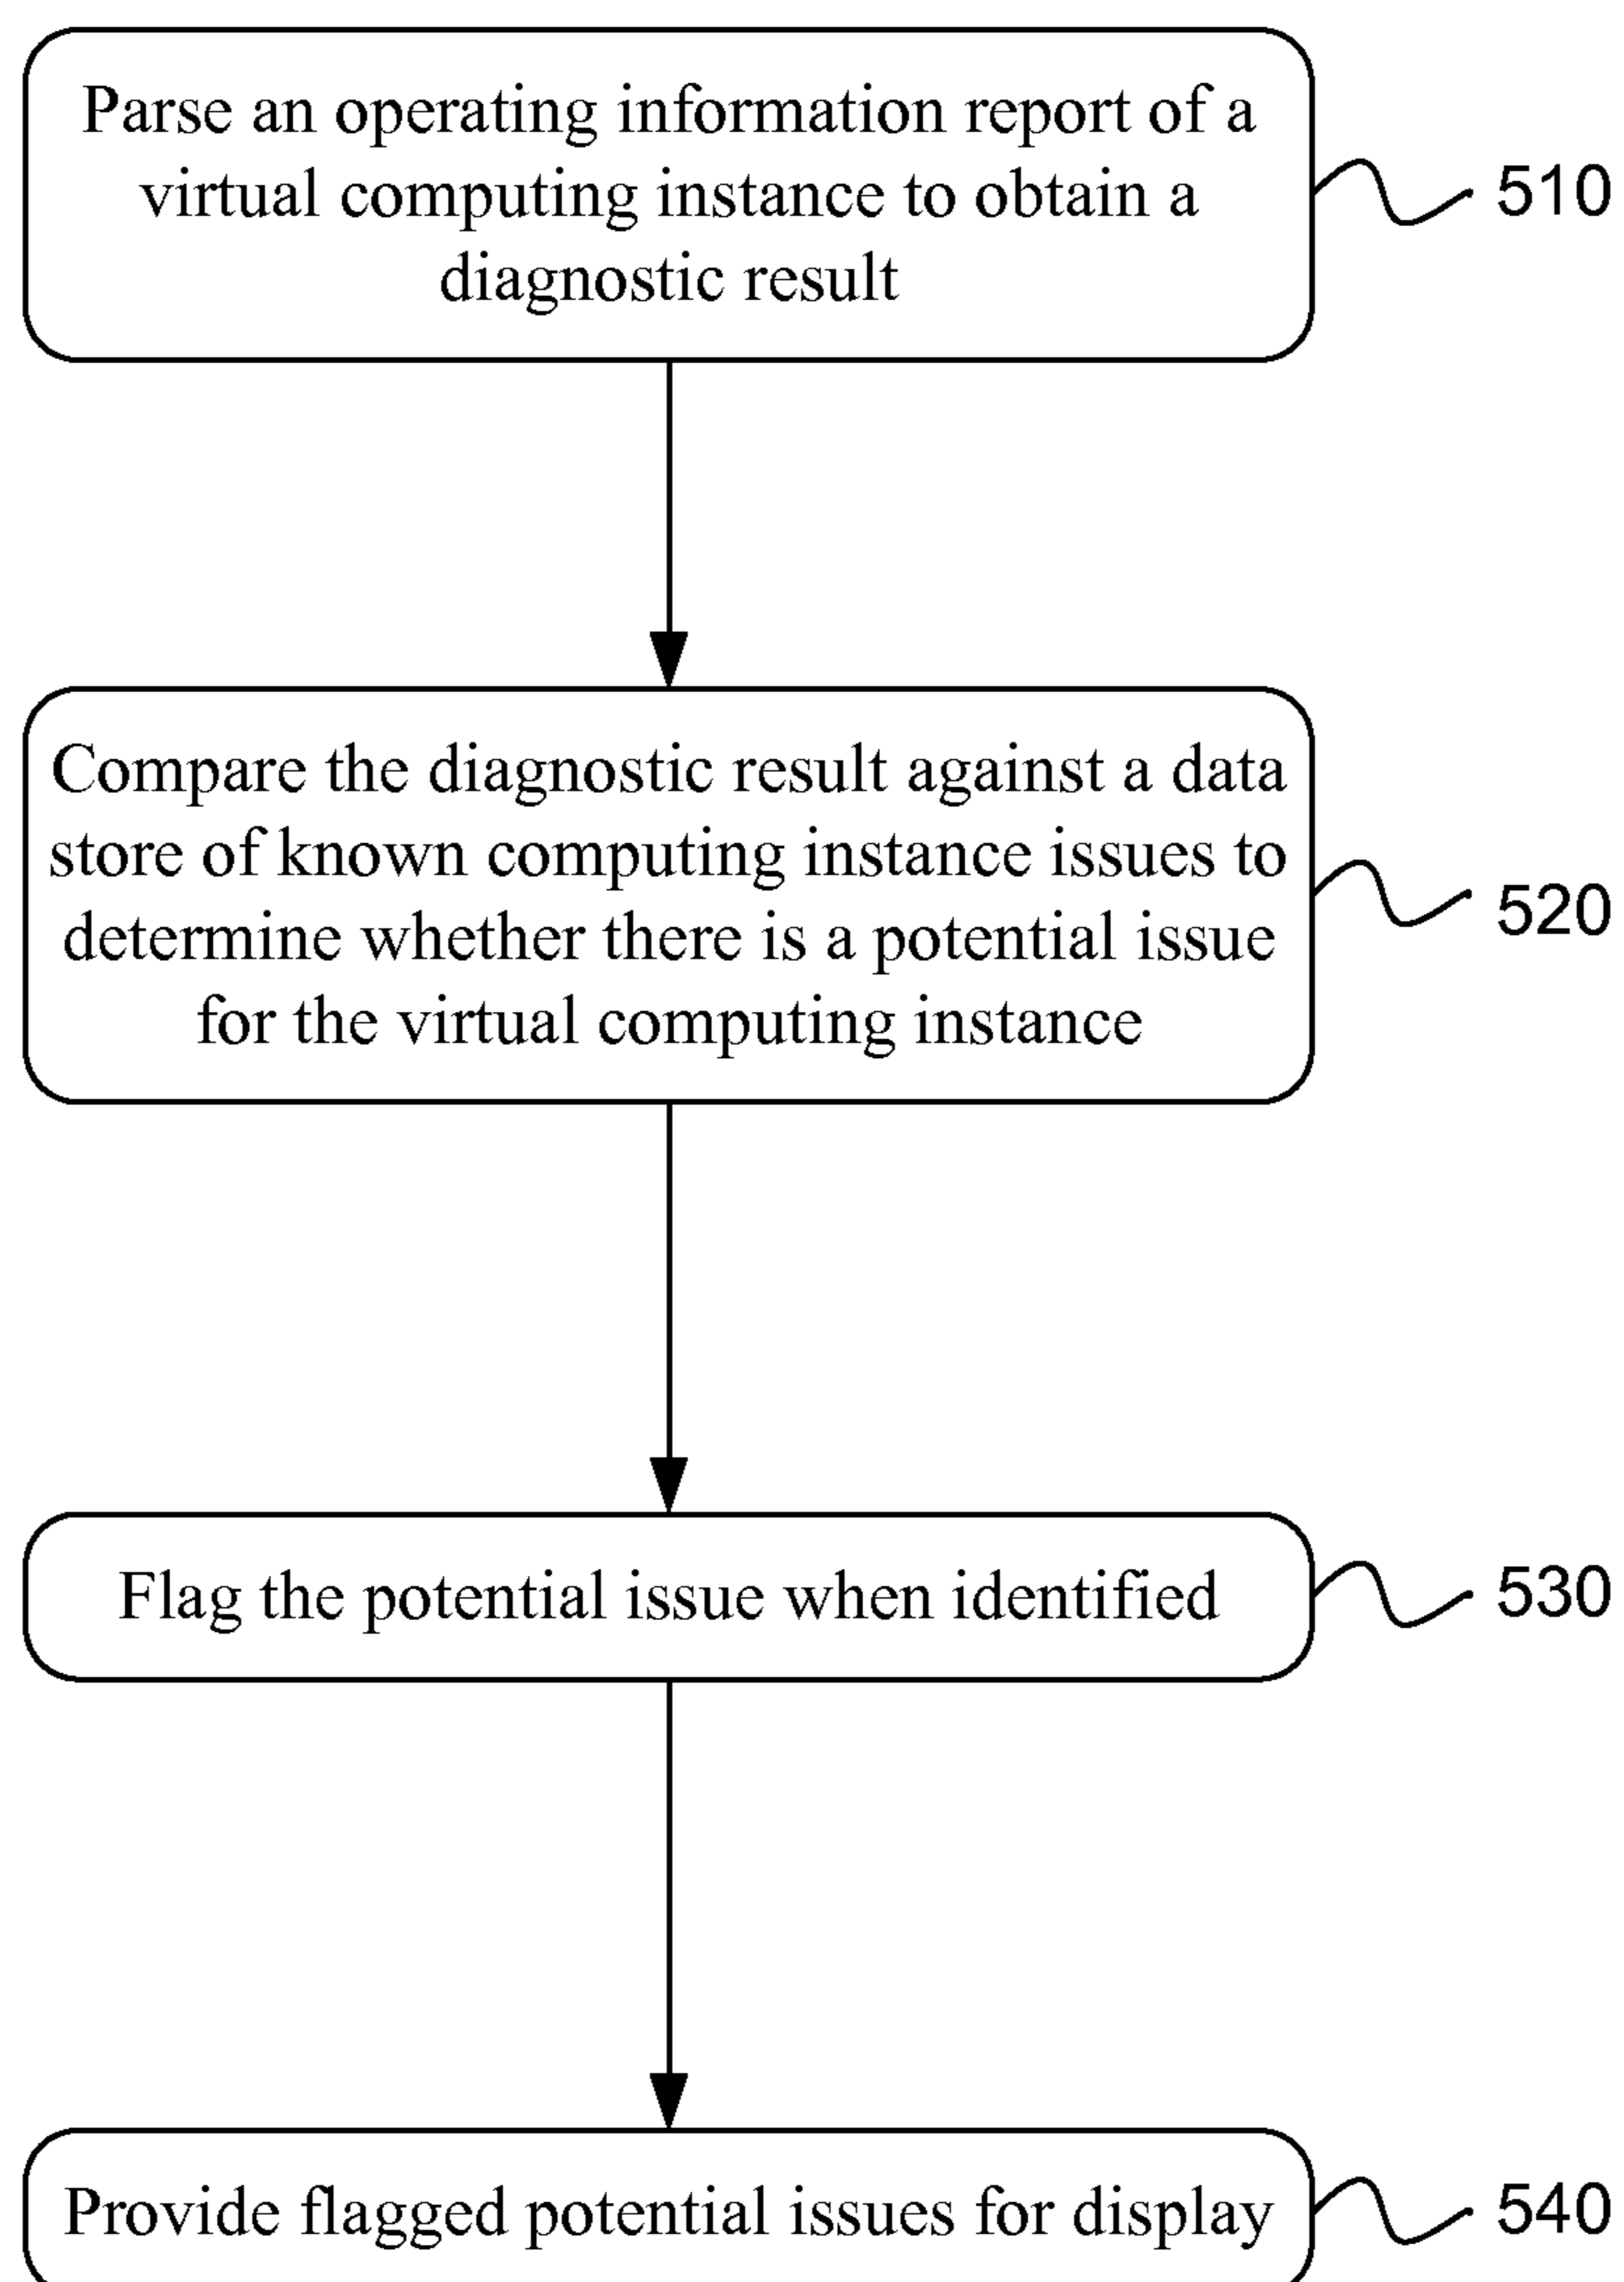 Parse an operating information report of a
virtual computing instance to obtain a
diagnostic result
510
Compare the diagnostic result against a data
store of known computing instance issues to
determine whether there is a potential issue
for the virtual computing instance
520
Flag the potential issue when identified
530
Provide flagged potential issues for display
540